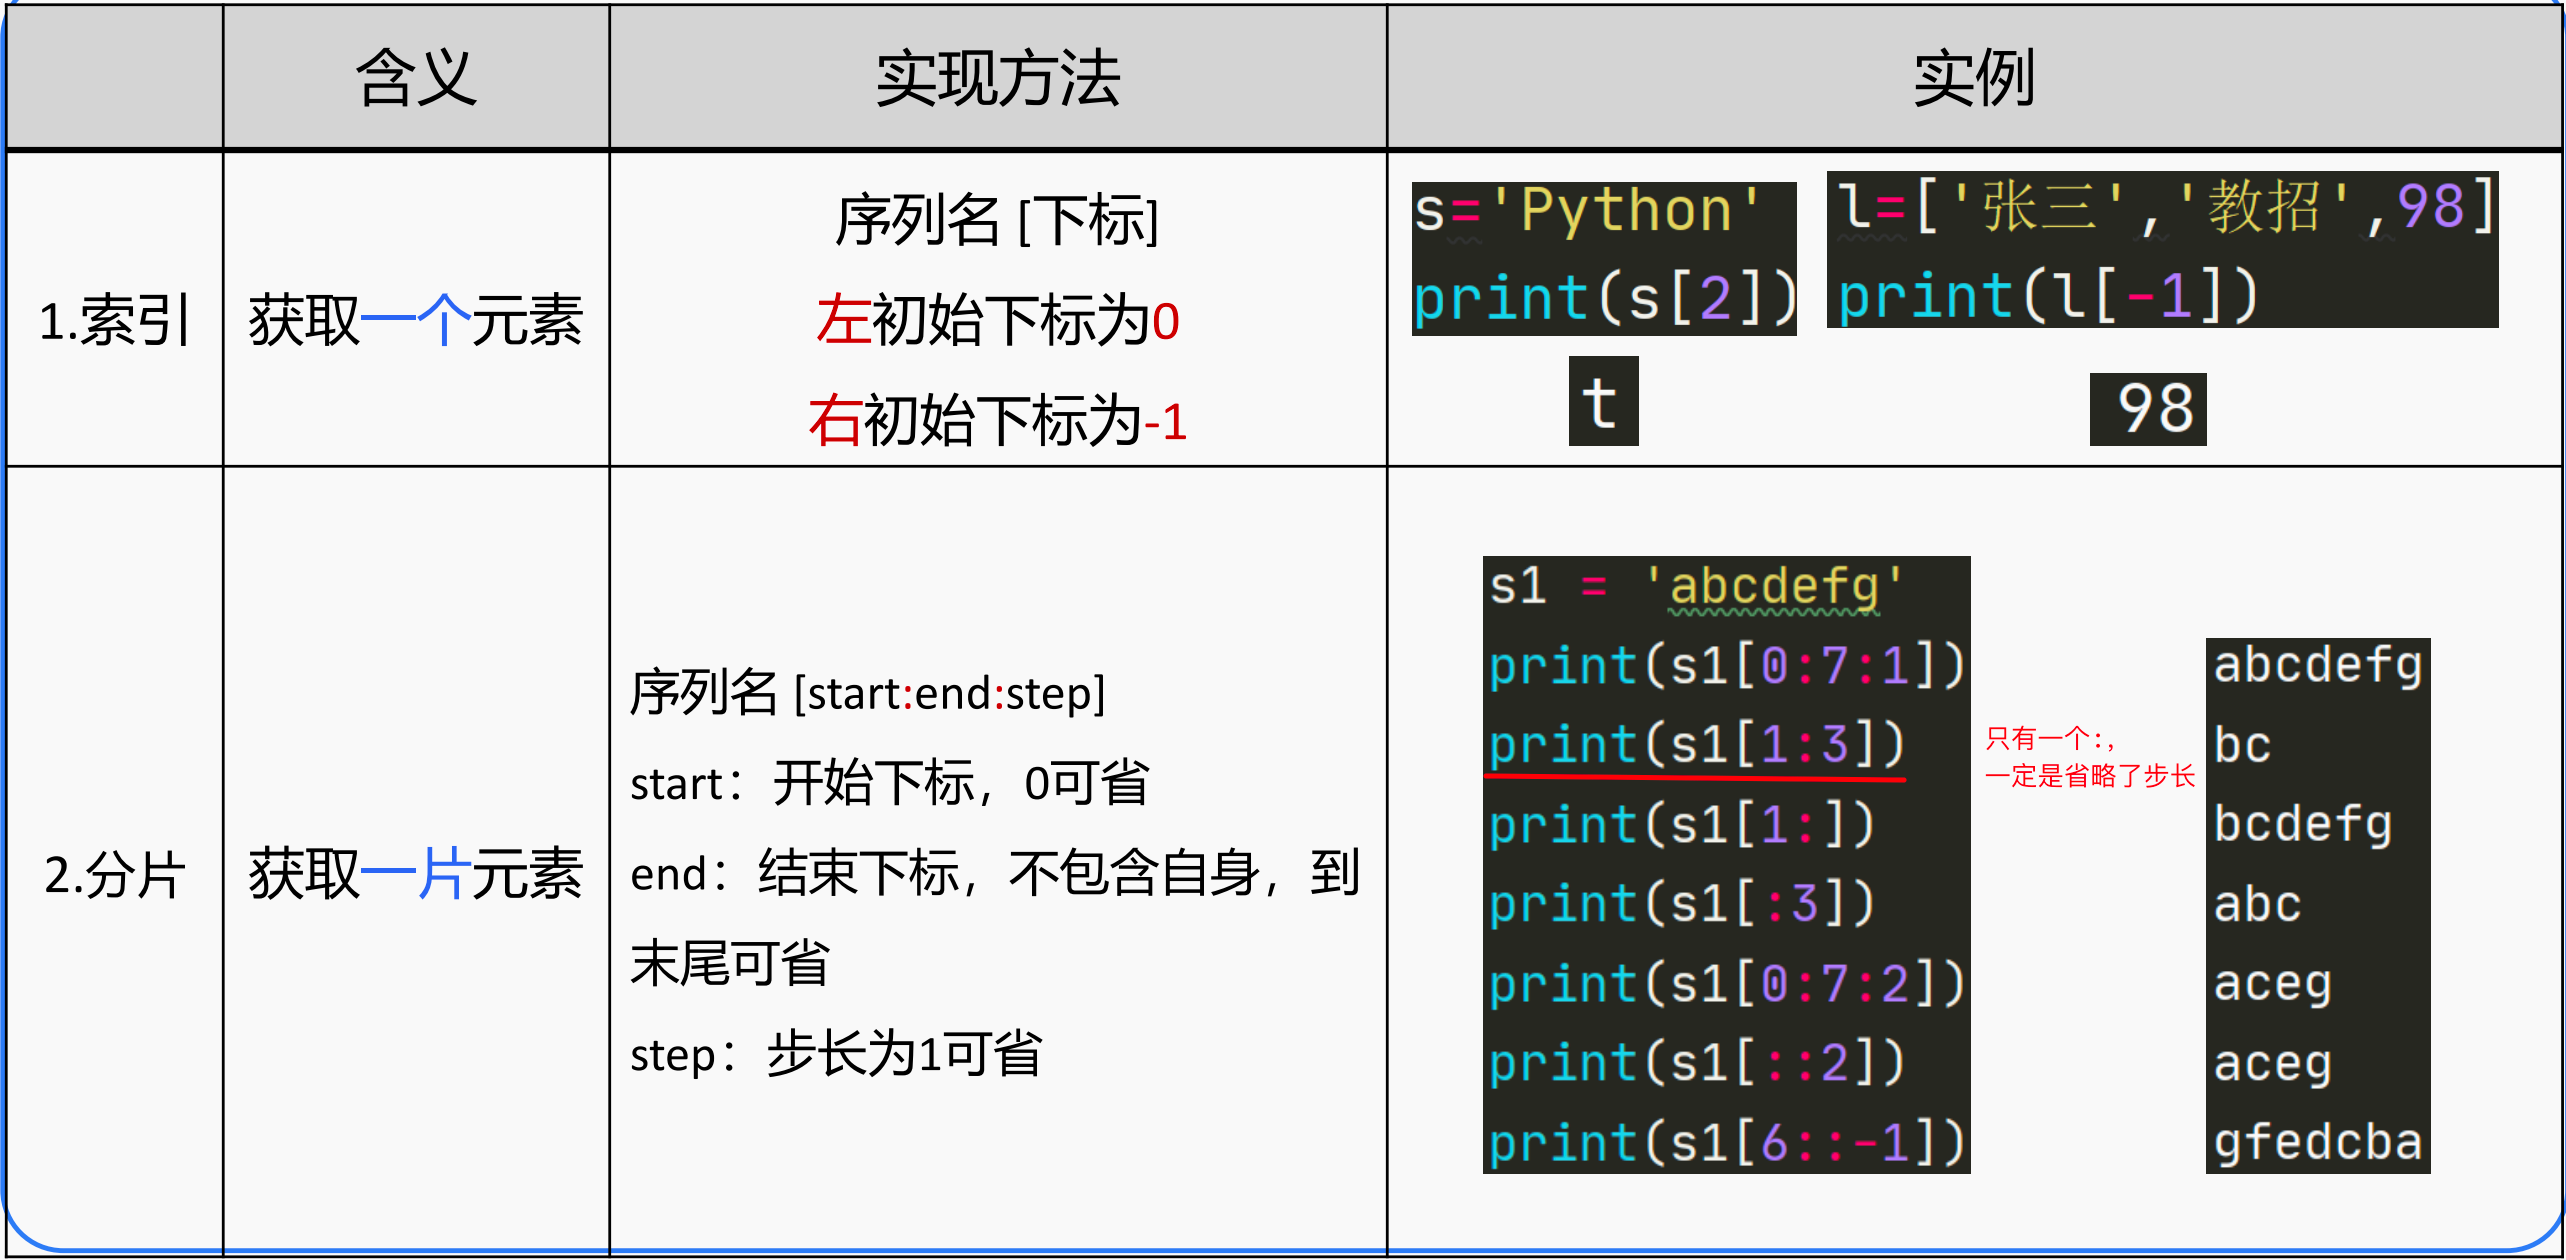 含义
实现方法
实例
1.索引
获取一个元素
序列名 [下标]
左初始下标为0
右初始下标为-1
s='Python'
print(s[2])
t
l=['张三','教招',98]
print(l[-1])
98
2.分片
获取一片元素
序列名 [start:end:step]
start：开始下标，0可省
end：结束下标，不包含自身，到
末尾可省
step：步长为1可省
s1 = 'abcdefg'
print(s1[0:7:1])
print(s1[1:3])
print(s1[1:])
print(s1[:3])
print(s1[0:7:2])
print(s1[::2])
print(s1[6::-1])
只有一个:，
一定是省略了步长
abcdefg
bc
bcdefg
abc
aceg
aceg
gfedcba